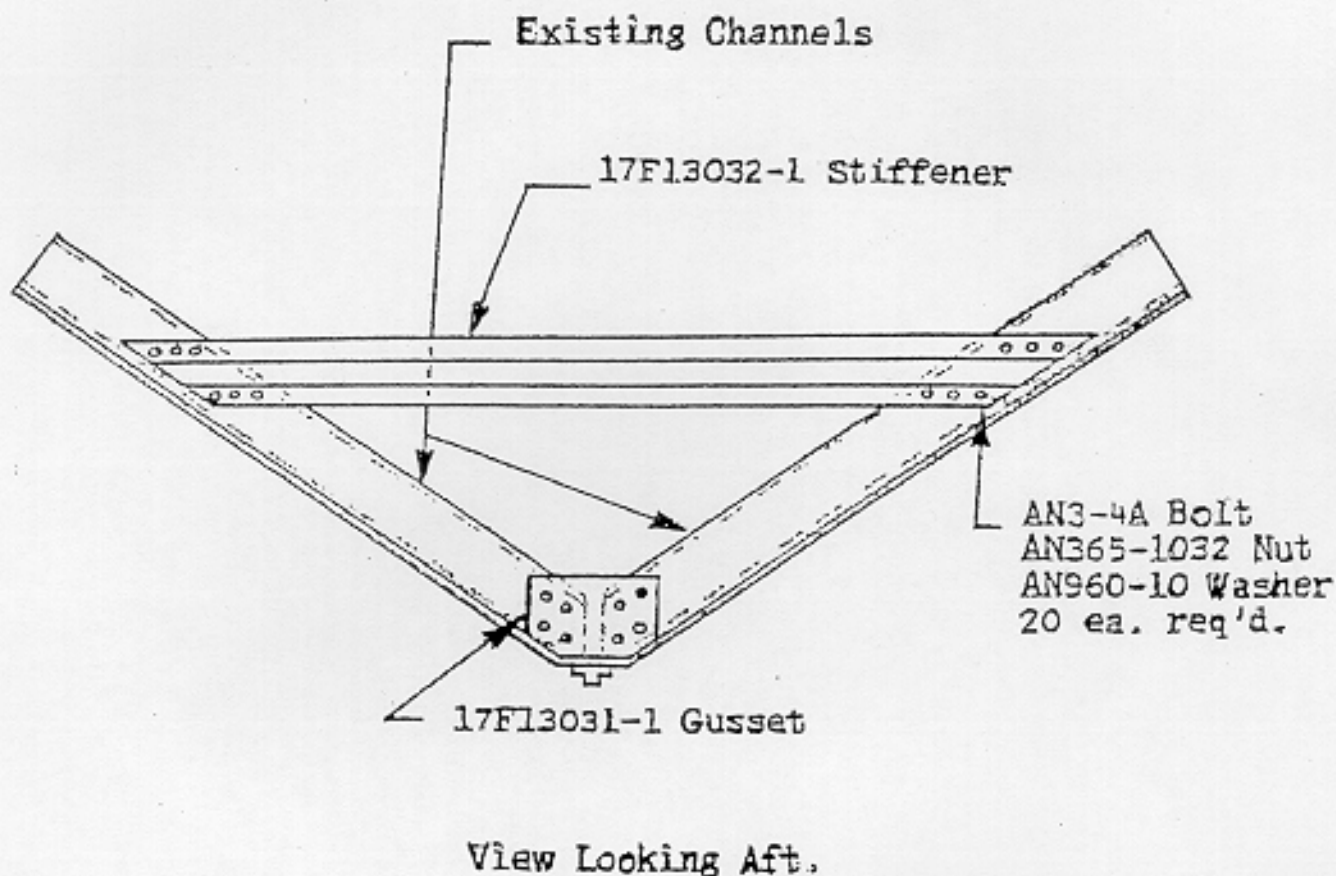 Existing Channels
17F13032-1 Stiffener
AN3-4A Bolt
AN365-1032 Nut
AN960-10 Washer
20 ea. req'd.
17F13031-1 Gusset
View Looking Aft.